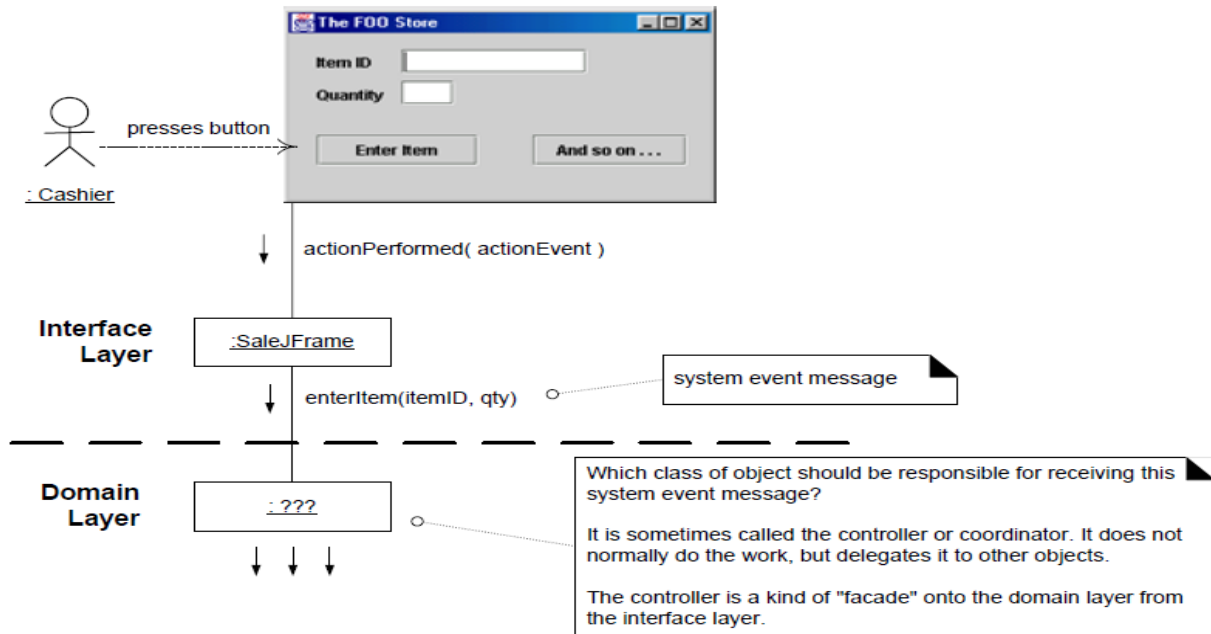 The FOO Store
Item ID
Quantity
presses button
Enter Item
And so on . . .
: Cashier
actionPerformed( actionEvent )
Interface
Layer
:SaleJFrame
system event message
enterItem(itemID, qty)
Which class of object should be responsible for receiving this
system event message?
It is sometimes called the controller or coordinator. It does not
normally do the work, but delegates it to other objects.
The controller is a kind of "facade" onto the domain layer from
the interface layer.
Domain
Layer
: ???